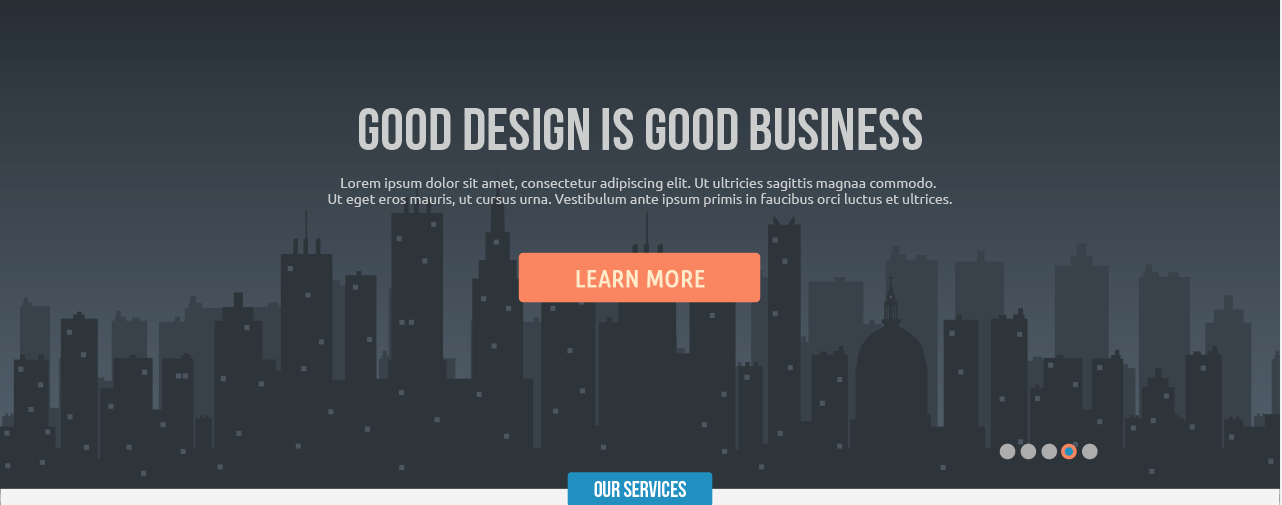 GOOD DESIGN IS GOOD BUSINESS
Lorem ipsum dolor sit amet, consectetur adipiscing elit. Ut ultricies sagittis magnaa commodo.
Ut eget eros mauris, ut cursus urna. Vestibulum ante ipsum primis in faucibus orci luctus et ultrices.
LEARN MORE
OUR SERVICES